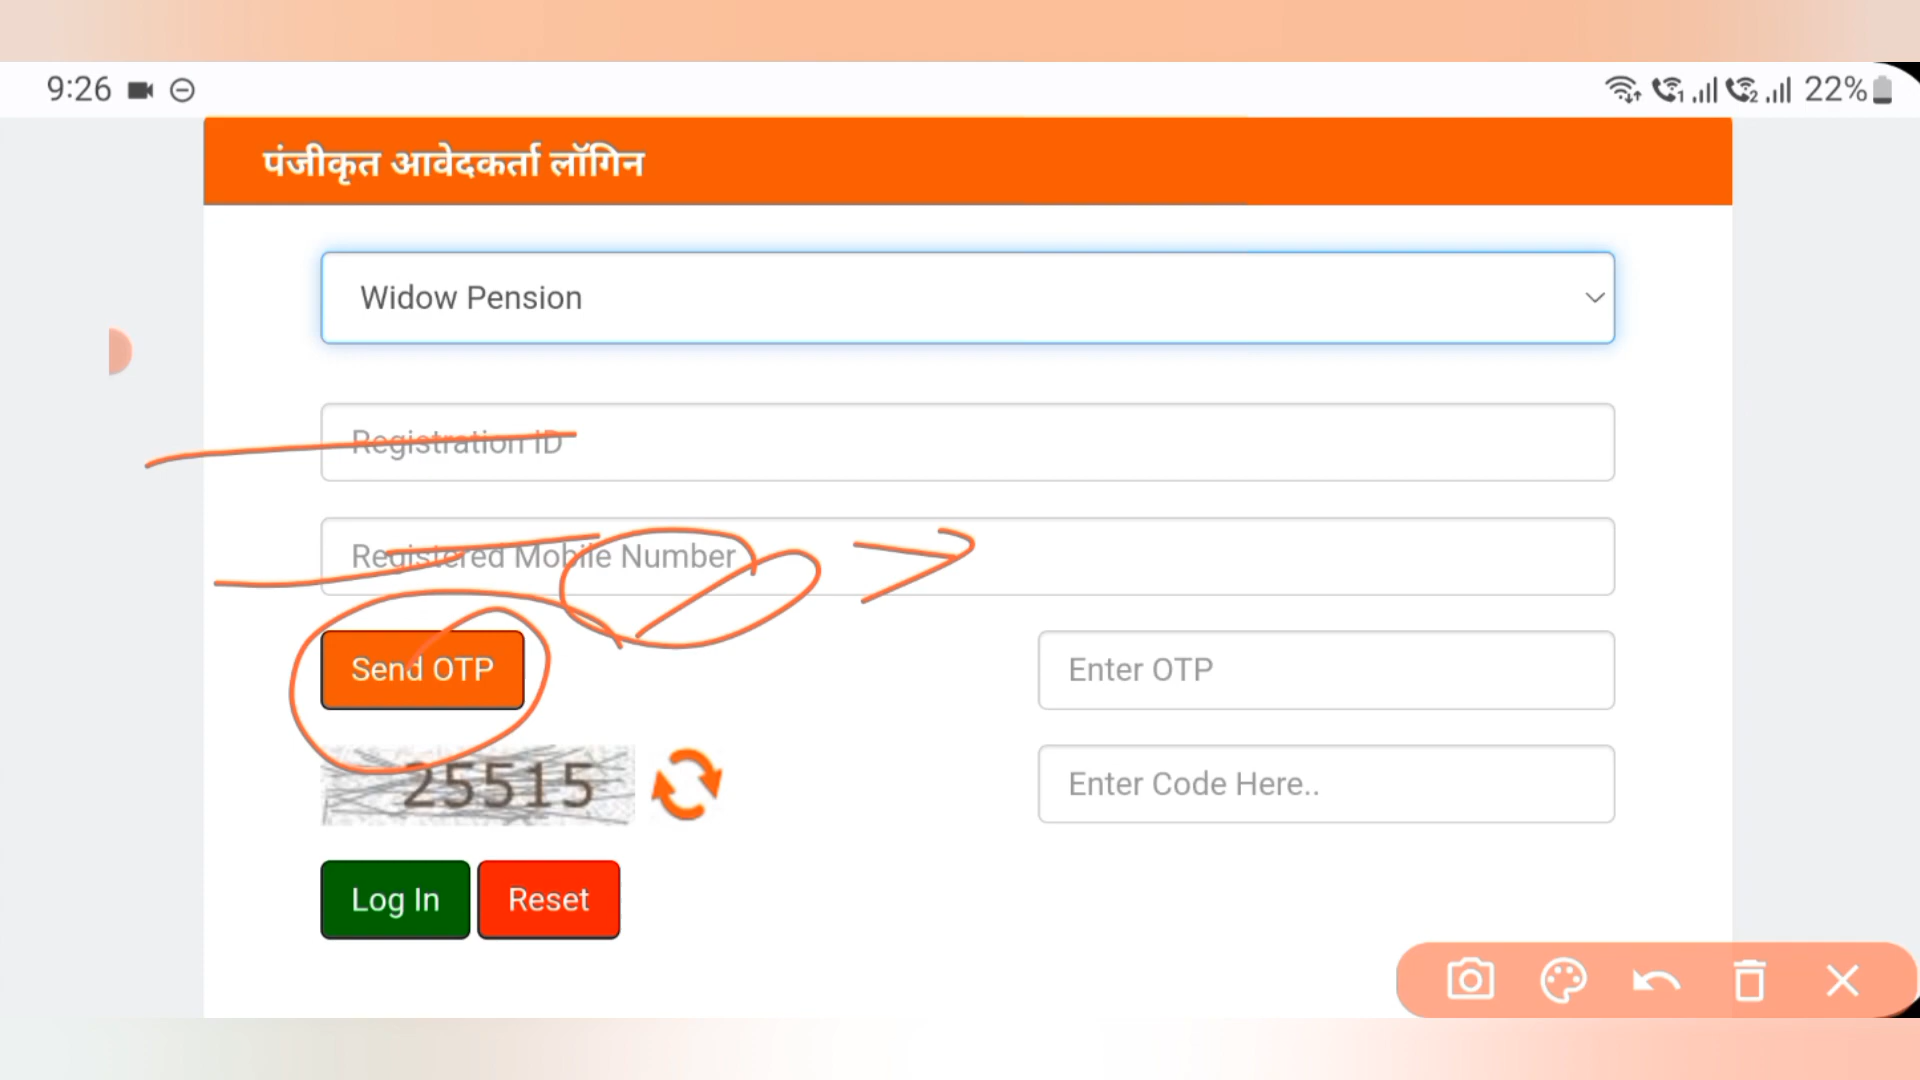 9:26
22%
पंजीकृत आवेदकर्ता लॉगिन
Widow Pension
Registration ID
Registered Mobile Number
Send OTP
Enter OTP
25515
Enter Code Here..
Log In Reset